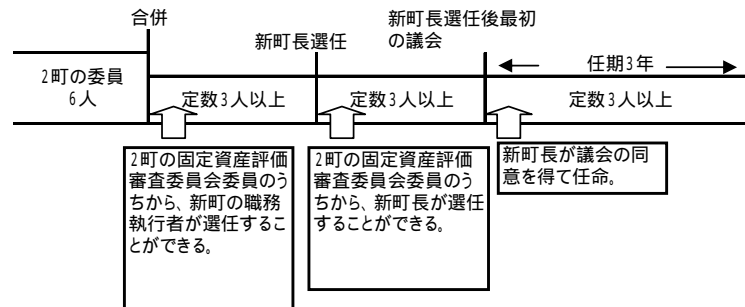 合併
新町長選任
新町長選任後最初
の議会
2町の委員
6人
任期3年
定数3人以上
定数3人以上
定数3人以上
2町の固定資産評価
審査委員会委員のう
ちから、新町の職務
執行者が選任するこ
とができる。
2町の固定資産評価
審査委員会委員のう
ちから、新町長が選任
することができる。
新町長が議会の同
意を得て任命。